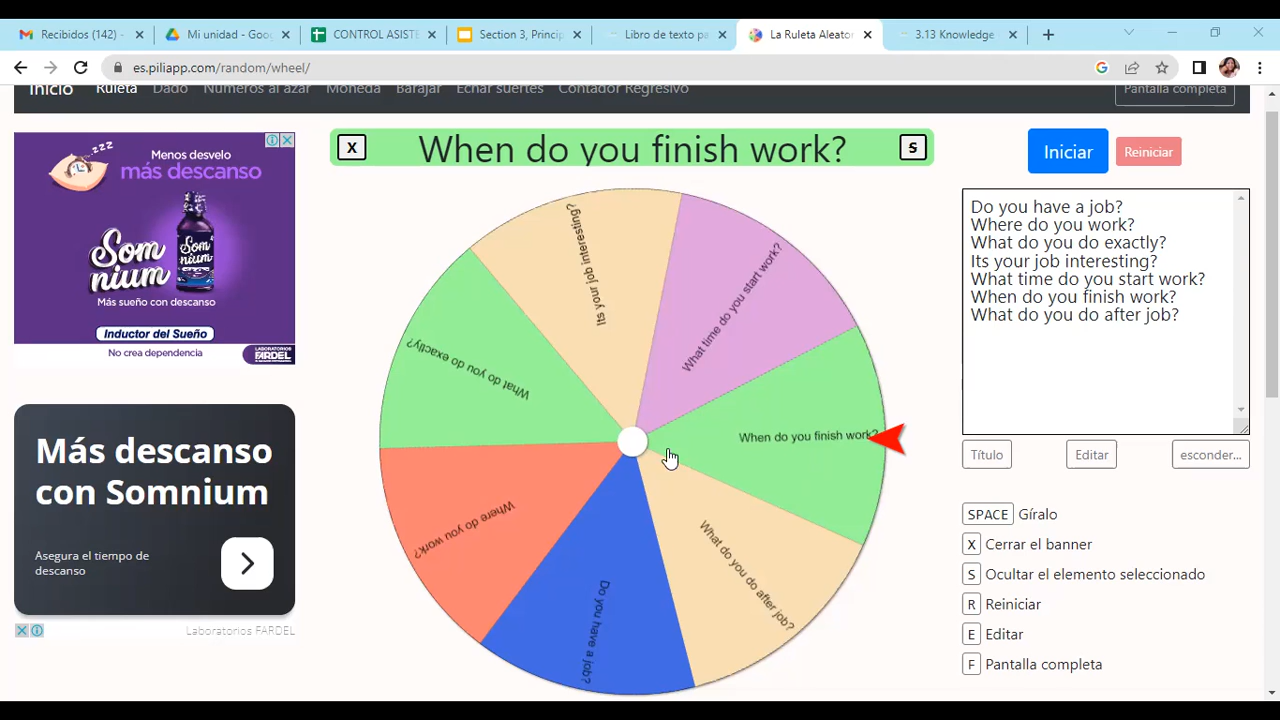 Recibidos (142) -
Mi unidad - Goog
CONTROL ASISTE
Section 3, Princip
Libro de texto pa
La Ruleta Aleator
3.13 Knowledge
es.piliapp.com/random/wheel/
Inicio Ruleta Dado Números al azar Moneda Barajar Echar suertes Contador Regresivo
Pantalla completa
zzz
Menos desvelo
más descanso
Som
nium
Som
nium
Más sueño con descanso
Inductor del Sueño
No crea dependencia
LABORATORIOS
FARDEL
X When do you finish work? S
Iniciar
Reiniciar
Its your job interesting?
What time do you start work?
What do you do exactly?
When do you finish work?
Where do you work?
What do you do after job?
Do you have a job?
Do you have a job?
Where do you work?
What do you do exactly?
Its your job interesting?
What time do you start work?
When do you finish work?
What do you do after job?
Título
Editar
esconder...
Más descanso
con Somnium
Asegura el tiempo de
descanso
Laboratorios FARDEL
SPACE Gíralo
X Cerrar el banner
S Ocultar el elemento seleccionado
R Reiniciar
E Editar
F Pantalla completa